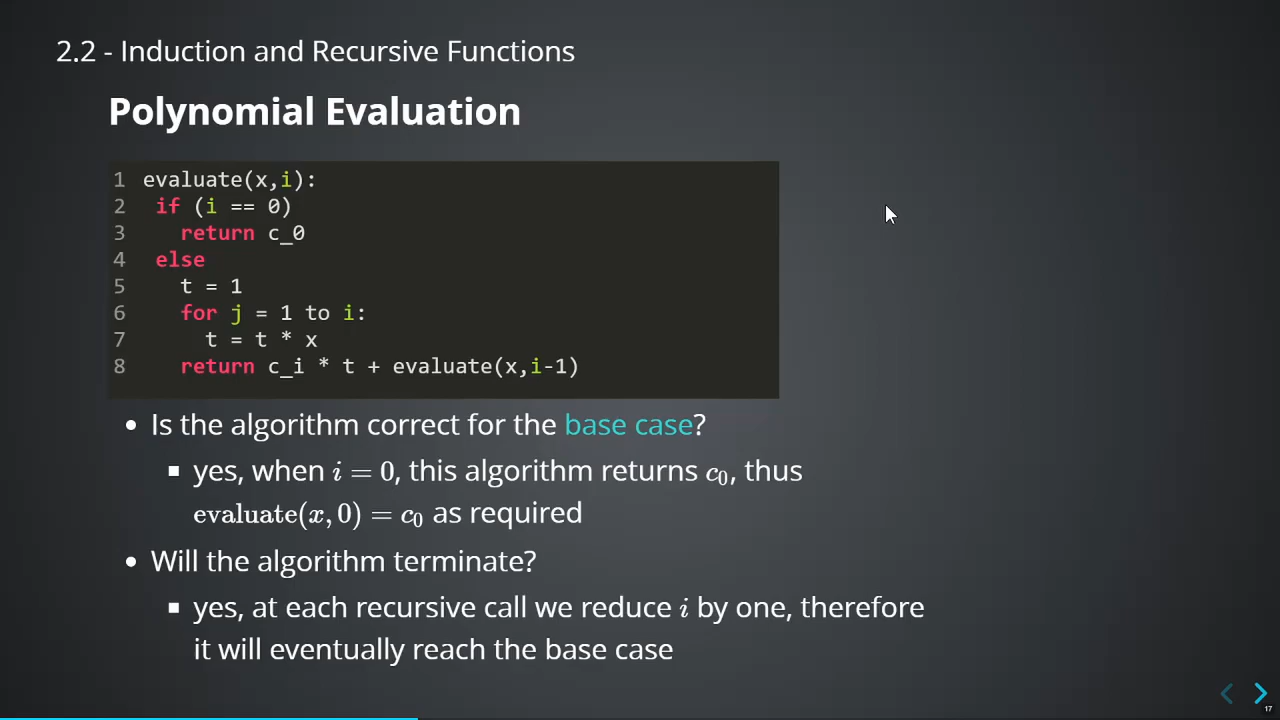 2.2 - Induction and Recursive Functions
Polynomial Evaluation
1 evaluate(x,i):
2  if (i == 0)
3    return c_0
4  else
5    t = 1
6    for j = 1 to i:
7      t = t * x
8    return c_i * t + evaluate(x,i-1)
• Is the algorithm correct for the base case?
▪ yes, when i = 0, this algorithm returns c₀, thus
evaluate(x, 0) = c₀ as required
• Will the algorithm terminate?
▪ yes, at each recursive call we reduce i by one, therefore
it will eventually reach the base case
17